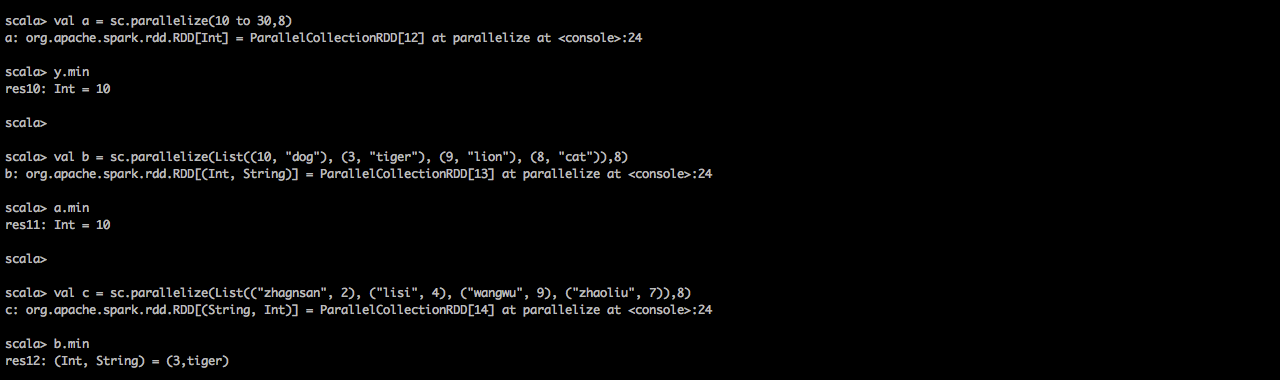 scala> val a = sc.parallelize(10 to 30,8)
a: org.apache.spark.rdd.RDD[Int] = ParallelCollectionRDD[12] at parallelize at <console>:24
scala> y.min
res10: Int = 10
scala>
scala> val b = sc.parallelize(List((10, "dog"), (3, "tiger"), (9, "lion"), (8, "cat")),8)
b: org.apache.spark.rdd.RDD[(Int, String)] = ParallelCollectionRDD[13] at parallelize at <console>:24
scala> a.min
res11: Int = 10
scala>
scala> val c = sc.parallelize(List(("zhagnsan", 2), ("lisi", 4), ("wangwu", 9), ("zhaoliu", 7)),8)
c: org.apache.spark.rdd.RDD[(String, Int)] = ParallelCollectionRDD[14] at parallelize at <console>:24
scala> b.min
res12: (Int, String) = (3,tiger)